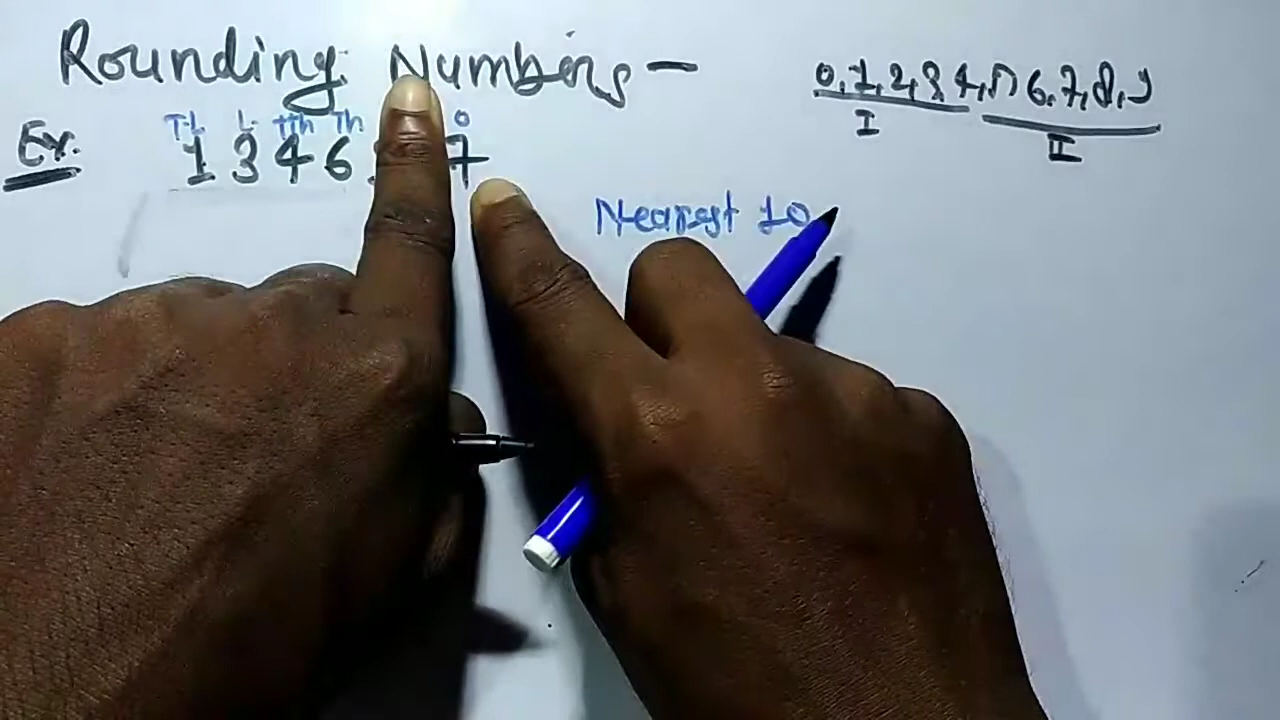 Rounding Numbers -
0, 1, 2, 3, 4, 5 6, 7, 8, 9
I II
TL L TTh Th O
Ex. 1 3 4 6 7
Nearest 10